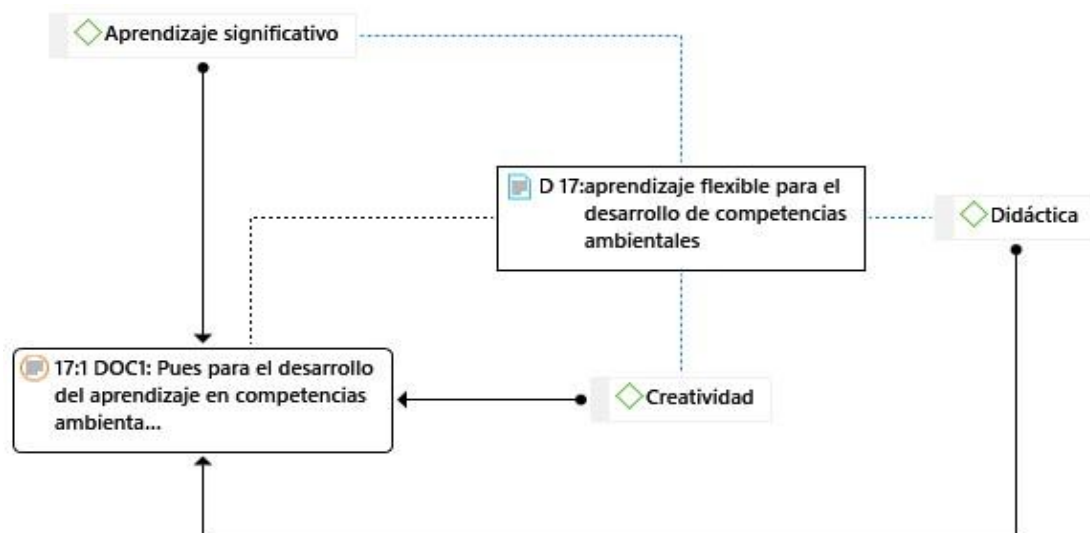 Aprendizaje significativo
D 17:aprendizaje flexible para el
desarrollo de competencias
ambientales
Didáctica
17:1 DOC1: Pues para el desarrollo
del aprendizaje en competencias
ambienta...
Creatividad